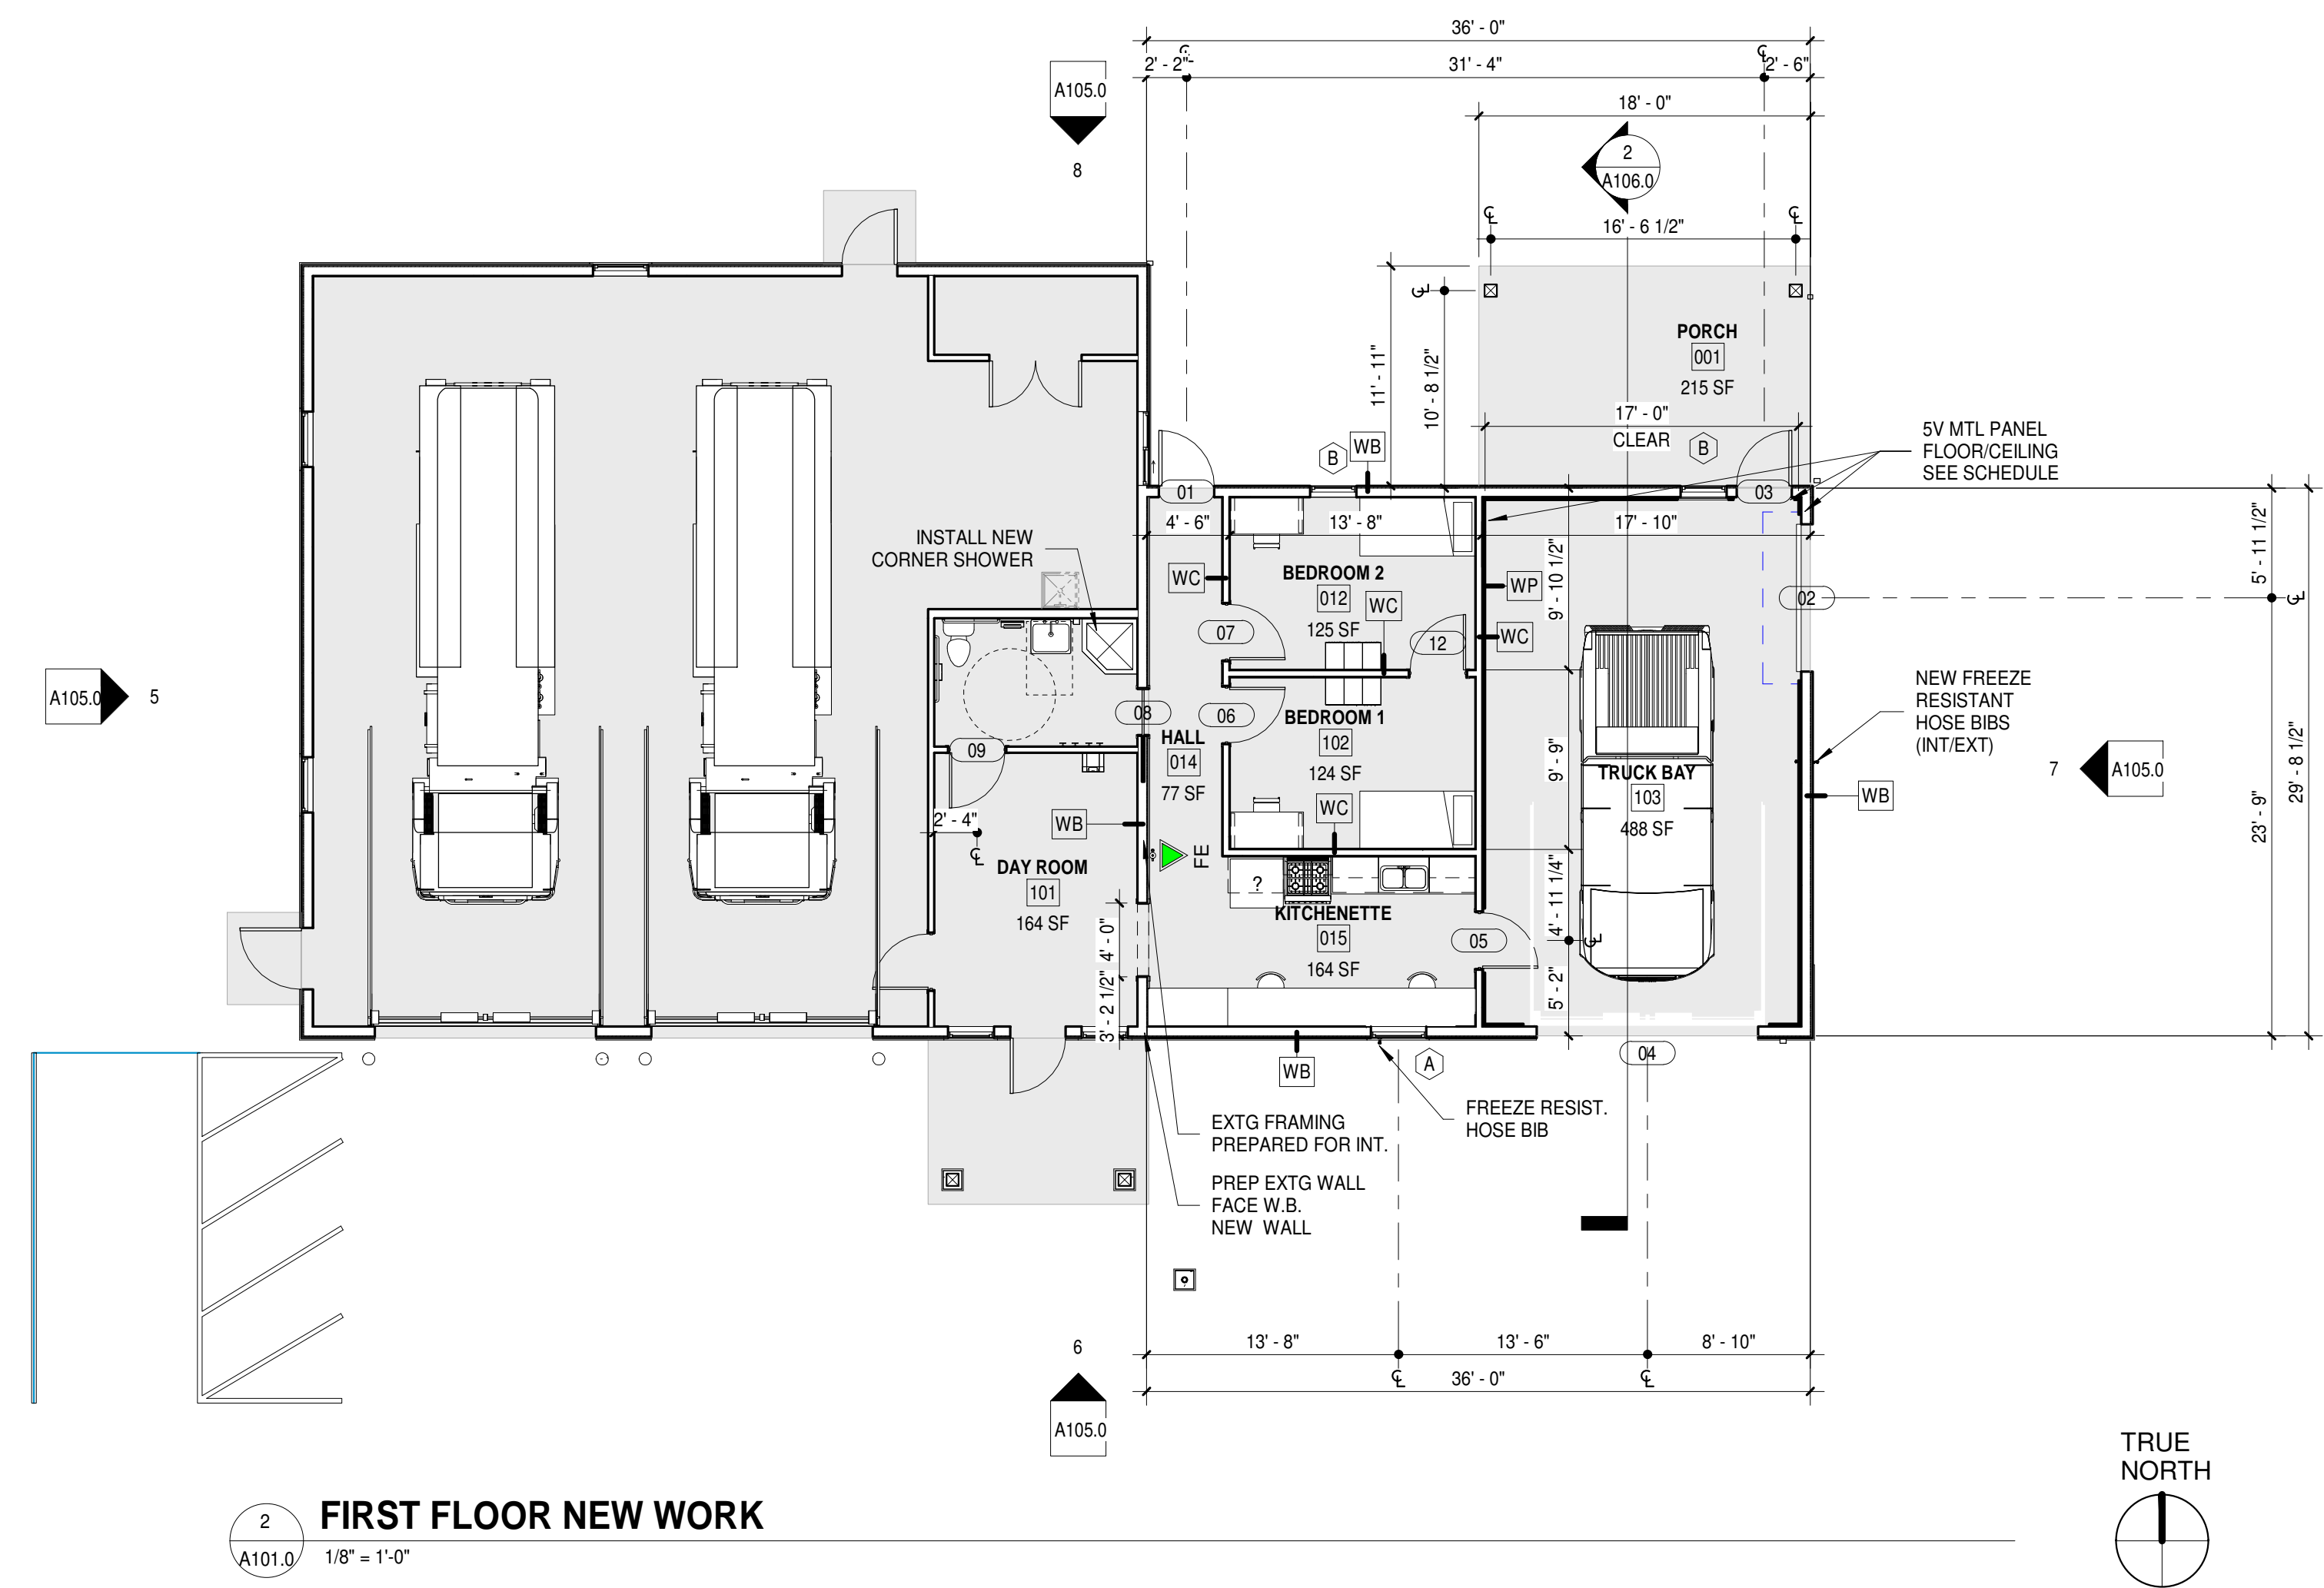 36' - 0"
2' - 2"
31' - 4"
2' - 6"
A105.0
8
18' - 0"
2
A106.0
16' - 6 1/2"
PORCH
001
215 SF
11' - 11"
10' - 8 1/2"
17' - 0"
CLEAR
B
B
WB
5V MTL PANEL
FLOOR/CEILING
SEE SCHEDULE
01
03
4' - 6"
13' - 8"
17' - 10"
INSTALL NEW
CORNER SHOWER
5' - 11 1/2"
WC
BEDROOM 2
012
125 SF
WC
WP
9' - 10 1/2"
02
07
12
WC
A105.0
5
NEW FREEZE
RESISTANT
HOSE BIBS
(INT/EXT)
08
06
BEDROOM 1
102
124 SF
HALL
014
77 SF
09
9' - 9"
TRUCK BAY
103
488 SF
7
A105.0
WB
23' - 9"
29' - 8 1/2"
2' - 4"
WB
WC
FE
DAY ROOM
101
164 SF
?
KITCHENETTE
015
164 SF
4' - 11 1/4"
05
4' - 0"
3' - 2 1/2"
5' - 2"
04
WB
A
EXTG FRAMING
PREPARED FOR INT.
FREEZE RESIST.
HOSE BIB
PREP EXTG WALL
FACE W.B.
NEW WALL
6
A105.0
13' - 8"
13' - 6"
8' - 10"
36' - 0"
TRUE
NORTH
2
A101.0
FIRST FLOOR NEW WORK
1/8" = 1'-0"